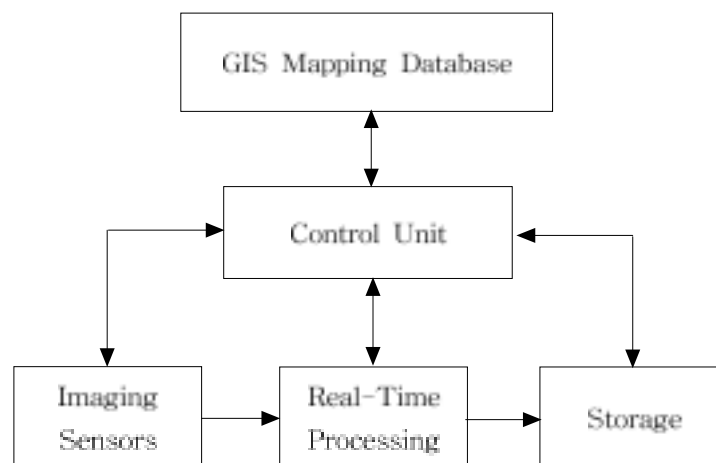 GIS Mapping Database
Control Unit
Imaging
Sensors
Real-Time
Processing
Storage